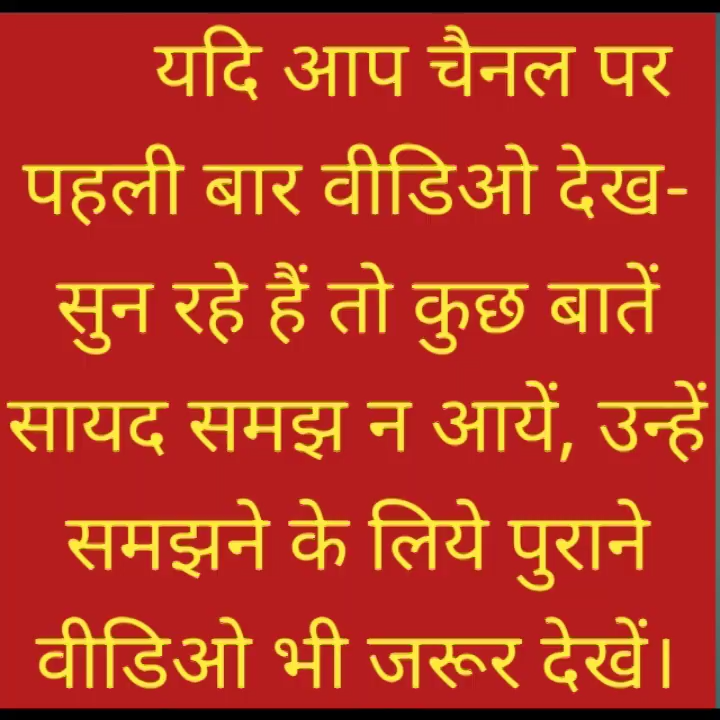 यदि आप चैनल पर
पहली बार वीडिओ देख-
सुन रहे हैं तो कुछ बातें
सायद समझ न आयें, उन्हें
समझने के लिये पुराने
वीडिओ भी जरूर देखें।